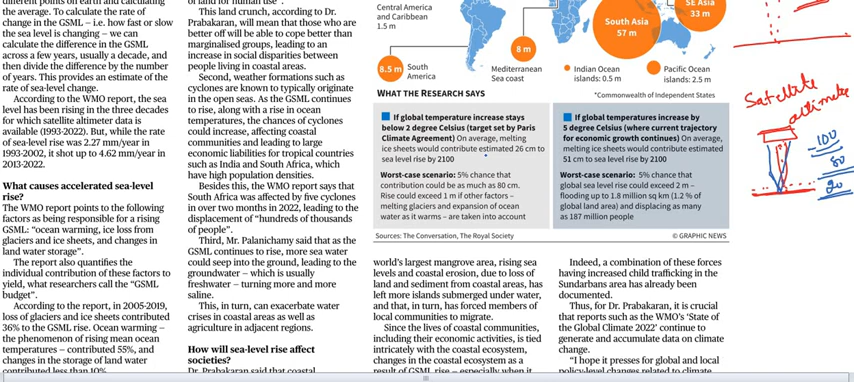 different points on earth and calculating
the average. To calculate the rate of
change of the GSML — i.e. how fast or slow
the sea level is changing — we can
calculate the difference in the GSML
across a few years, usually a decade, and
then divide the difference by the number
of years. This provides an estimate of the
rate of sea-level change.
According to the WMO report, the sea
level has been rising in the three decades
for which satellite altimeter data is
available (1993-2022). But, while the rate
of sea-level rise was 2.27 mm/year in
1993-2002, it shot up to 4.62 mm/year in
2013-2022.
What causes accelerated sea-level
rise?
The WMO report points to the following
factors as being responsible for a rising
GSML: "ocean warming, ice loss from
glaciers and ice sheets, and changes in
land water storage".
The report also quantifies the
individual contribution of these factors to
yield, what researchers call the "GSML
budget".
According to the report, in 2005-2019,
loss of glaciers and ice sheets contributed
36% to the GSML rise. Ocean warming —
the phenomenon of rising mean ocean
temperatures — contributed 55%, and
changes in the storage of land water
contributed less than 10%.
of land for human use".
This land crunch, according to Dr.
Prabakaran, will mean that those who are
better off will be able to cope better than
marginalised groups, leading to an
increase in social disparities between
people living in coastal areas.
Second, weather formations such as
cyclones are known to typically originate
in the open seas. As the GSML continues
to rise, along with a rise in ocean
temperatures, the chances of cyclones
could increase, affecting coastal
communities and leading to large
economic liabilities for tropical countries
such as India and South Africa, which
have high population densities.
Besides this, the WMO report says that
South Africa was affected by five cyclones
in over two months in 2022, leading to the
displacement of "hundreds of thousands
of people".
Third, Mr. Palanichamy said that as the
GSML continues to rise, more sea water
could seep into the ground, leading to the
groundwater — which is usually
freshwater — turning more and more
saline.
This, in turn, can exacerbate water
crises in coastal areas as well as
agriculture in adjacent regions.
How will sea-level rise affect
societies?
Dr. Prabakaran said that coastal
Central America
and Caribbean
1.5 m
8.5 m
South
America
8 m
Mediterranean
Sea coast
South Asia
57 m
SE Asia
33 m
Indian Ocean
islands: 0.5 m
Pacific Ocean
islands: 2.5 m
WHAT THE RESEARCH SAYS
*Commonwealth of Independent States
If global temperature increase stays
below 2 degree Celsius (target set by Paris
Climate Agreement) On average, melting
ice sheets would contribute estimated 26 cm to
sea level rise by 2100
Worst-case scenario: 5% chance that
contribution could be as much as 80 cm.
Rise could exceed 1 m if other factors -
melting glaciers and expansion of ocean
water as it warms – are taken into account
If global temperatures increase by
5 degree Celsius (where current trajectory
for economic growth continues) On average,
melting ice sheets would contribute estimated
51 cm to sea level rise by 2100
Worst-case scenario: 5% chance that
global sea level rise could exceed 2 m –
flooding up to 1.8 million sq km (1.2 % of
global land area) and displacing as many
as 187 million people
Sources: The Conversation, The Royal Society
© GRAPHIC NEWS
world's largest mangrove area, rising sea
levels and coastal erosion, due to loss of
land and sediment from coastal areas, has
left more islands submerged under water,
and that, in turn, has forced members of
local communities to migrate.
Since the lives of coastal communities,
including their economic activities, is tied
intricately with the coastal ecosystem,
changes in the coastal ecosystem as a
result of GSML rise — especially when it
Indeed, a combination of these forces
having increased child trafficking in the
Sundarbans area has already been
documented.
Thus, for Dr. Prabakaran, it is crucial
that reports such as the WMO's 'State of
the Global Climate 2022' continue to
generate and accumulate data on climate
change.
"I hope it presses for global and local
policy-level changes related to climate
Satellite
altimeter